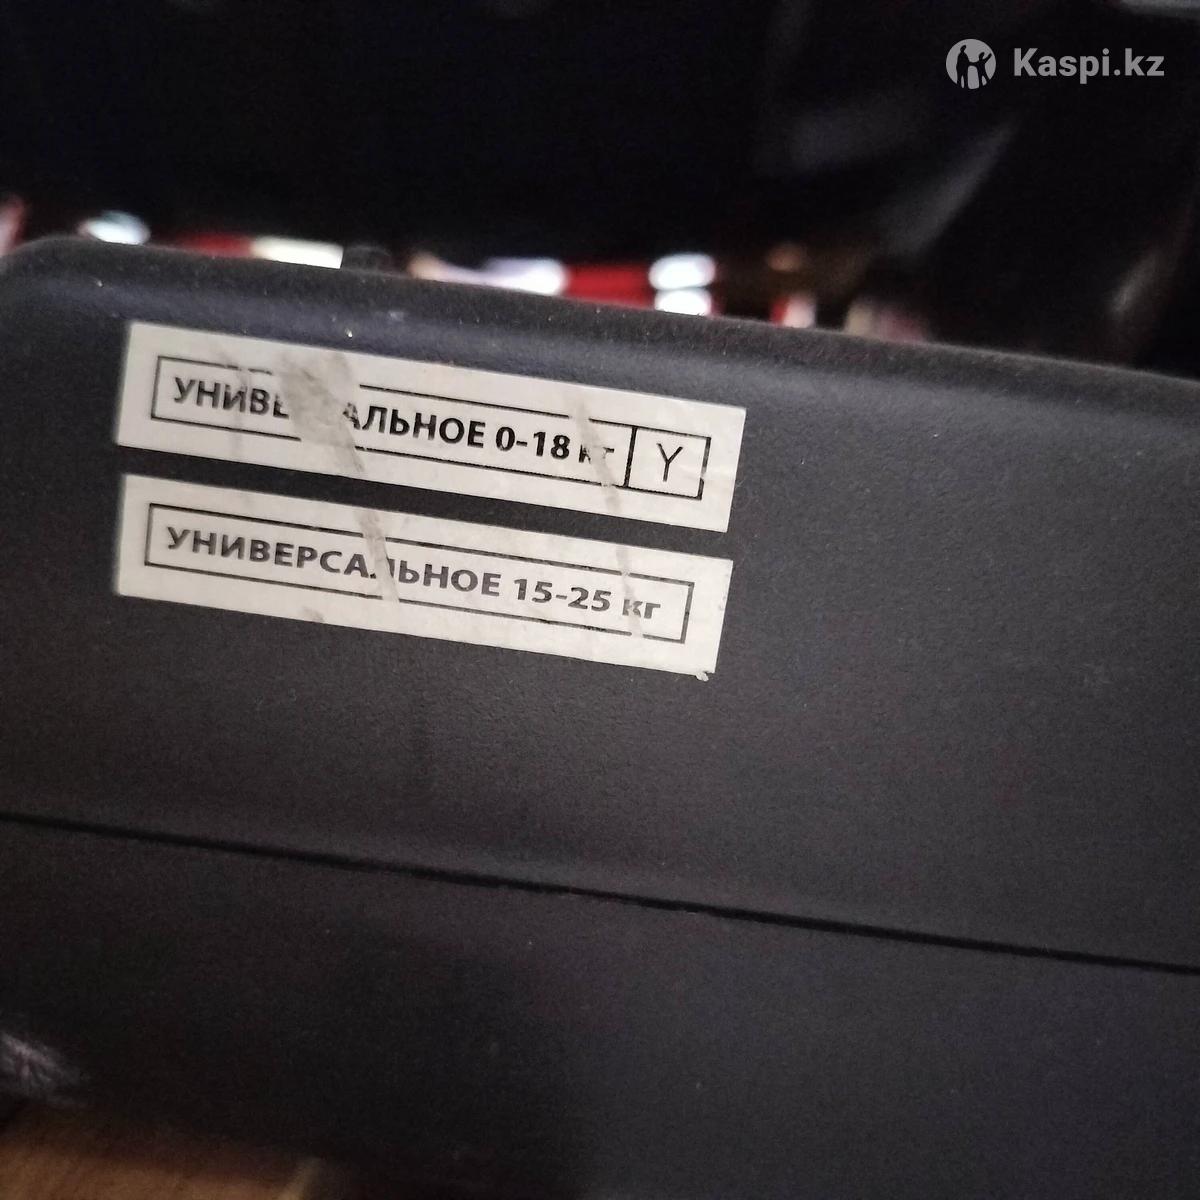 Kaspi.kz
УНИВЕРСАЛЬНОЕ 0-18 кг Y
УНИВЕРСАЛЬНОЕ 15-25 кг